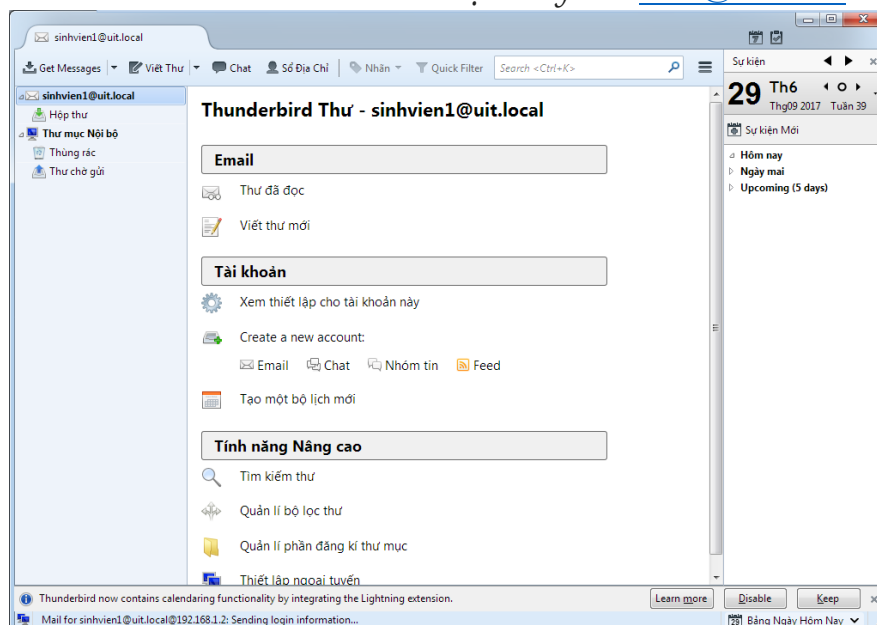 sinhvien1@uit.local
Get Messages Viết Thư Chat Sổ Địa Chỉ Nhãn Quick Filter Search <Ctrl+K>
sinhvien1@uit.local
Hộp thư
Thư mục Nội bộ
Thùng rác
Thư chờ gửi
Thunderbird Thư - sinhvien1@uit.local
Email
Thư đã đọc
Viết thư mới
Tài khoản
Xem thiết lập cho tài khoản này
Create a new account:
Email Chat Nhóm tin Feed
Tạo một bộ lịch mới
Tính năng Nâng cao
Tìm kiếm thư
Quản lí bộ lọc thư
Quản lí phần đăng kí thư mục
Thiết lập ngoại tuyến
Sự kiện
29 Th6
Thg09 2017 Tuần 39
Sự kiện Mới
Hôm nay
Ngày mai
Upcoming (5 days)
Thunderbird now contains calendaring functionality by integrating the Lightning extension. Learn more Disable Keep
Mail for sinhvien1@uit.local@192.168.1.2: Sending login information...
29 Bảng Ngày Hôm Nay